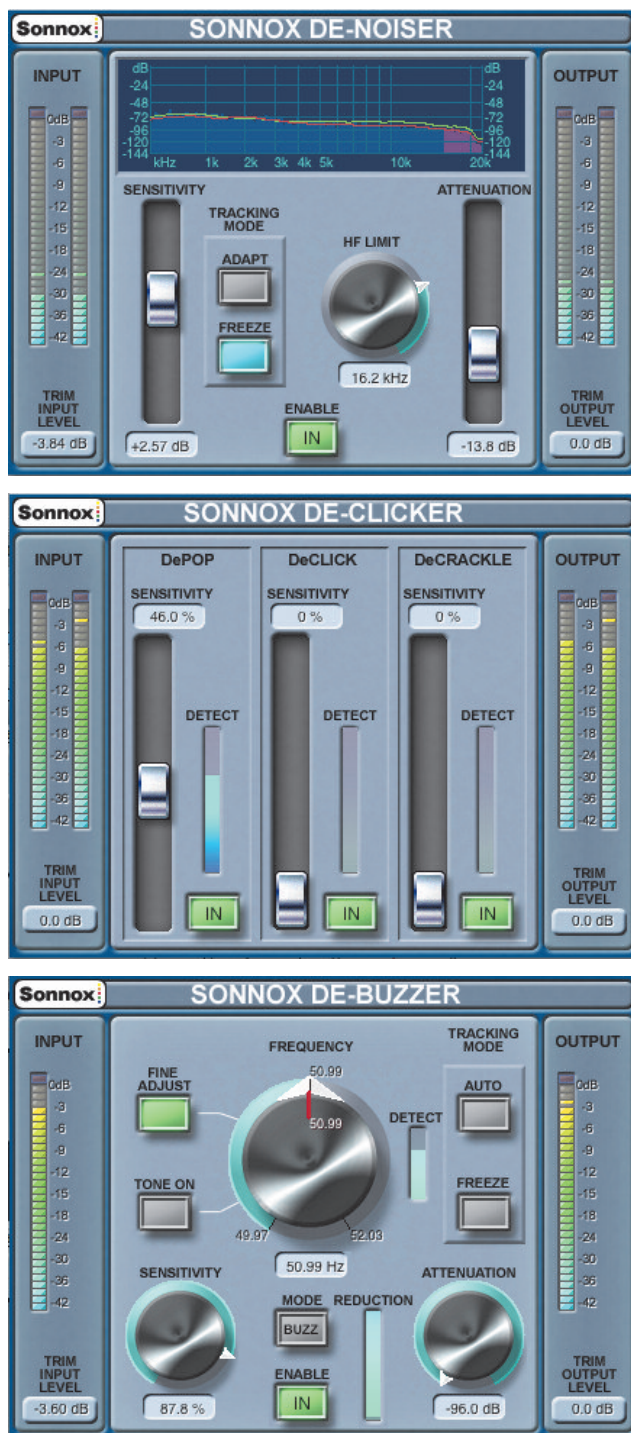 Sonnox
SONNOX DE-NOISER
INPUT
0dB
-3
-6
-9
-12
-15
-18
-24
-30
-36
-42
TRIM
INPUT
LEVEL
-3.84 dB
dB
-24
-48
-72
-96
-120
-144
dB
-24
-48
-72
-96
-120
-144
kHz 1k 2k 3k 4k 5k 10k 20k
SENSITIVITY
+2.57 dB
TRACKING
MODE
ADAPT
FREEZE
HF LIMIT
16.2 kHz
ENABLE
IN
ATTENUATION
-13.8 dB
OUTPUT
0dB
-3
-6
-9
-12
-15
-18
-24
-30
-36
-42
TRIM
OUTPUT
LEVEL
0.0 dB
Sonnox
SONNOX DE-CLICKER
INPUT
0dB
-3
-6
-9
-12
-15
-18
-24
-30
-36
-42
TRIM
INPUT
LEVEL
0.0 dB
DePOP
SENSITIVITY
46.0 %
DETECT
IN
DeCLICK
SENSITIVITY
0 %
DETECT
IN
DeCRACKLE
SENSITIVITY
0 %
DETECT
IN
OUTPUT
0dB
-3
-6
-9
-12
-15
-18
-24
-30
-36
-42
TRIM
OUTPUT
LEVEL
0.0 dB
Sonnox
SONNOX DE-BUZZER
INPUT
0dB
-3
-6
-9
-12
-15
-18
-24
-30
-36
-42
TRIM
INPUT
LEVEL
-3.60 dB
FINE
ADJUST
TONE ON
FREQUENCY
50.99
50.99
49.97
52.03
50.99 Hz
DETECT
TRACKING
MODE
AUTO
FREEZE
SENSITIVITY
87.8 %
MODE
BUZZ
ENABLE
IN
REDUCTION
ATTENUATION
-96.0 dB
OUTPUT
0dB
-3
-6
-9
-12
-15
-18
-24
-30
-36
-42
TRIM
OUTPUT
LEVEL
0.0 dB